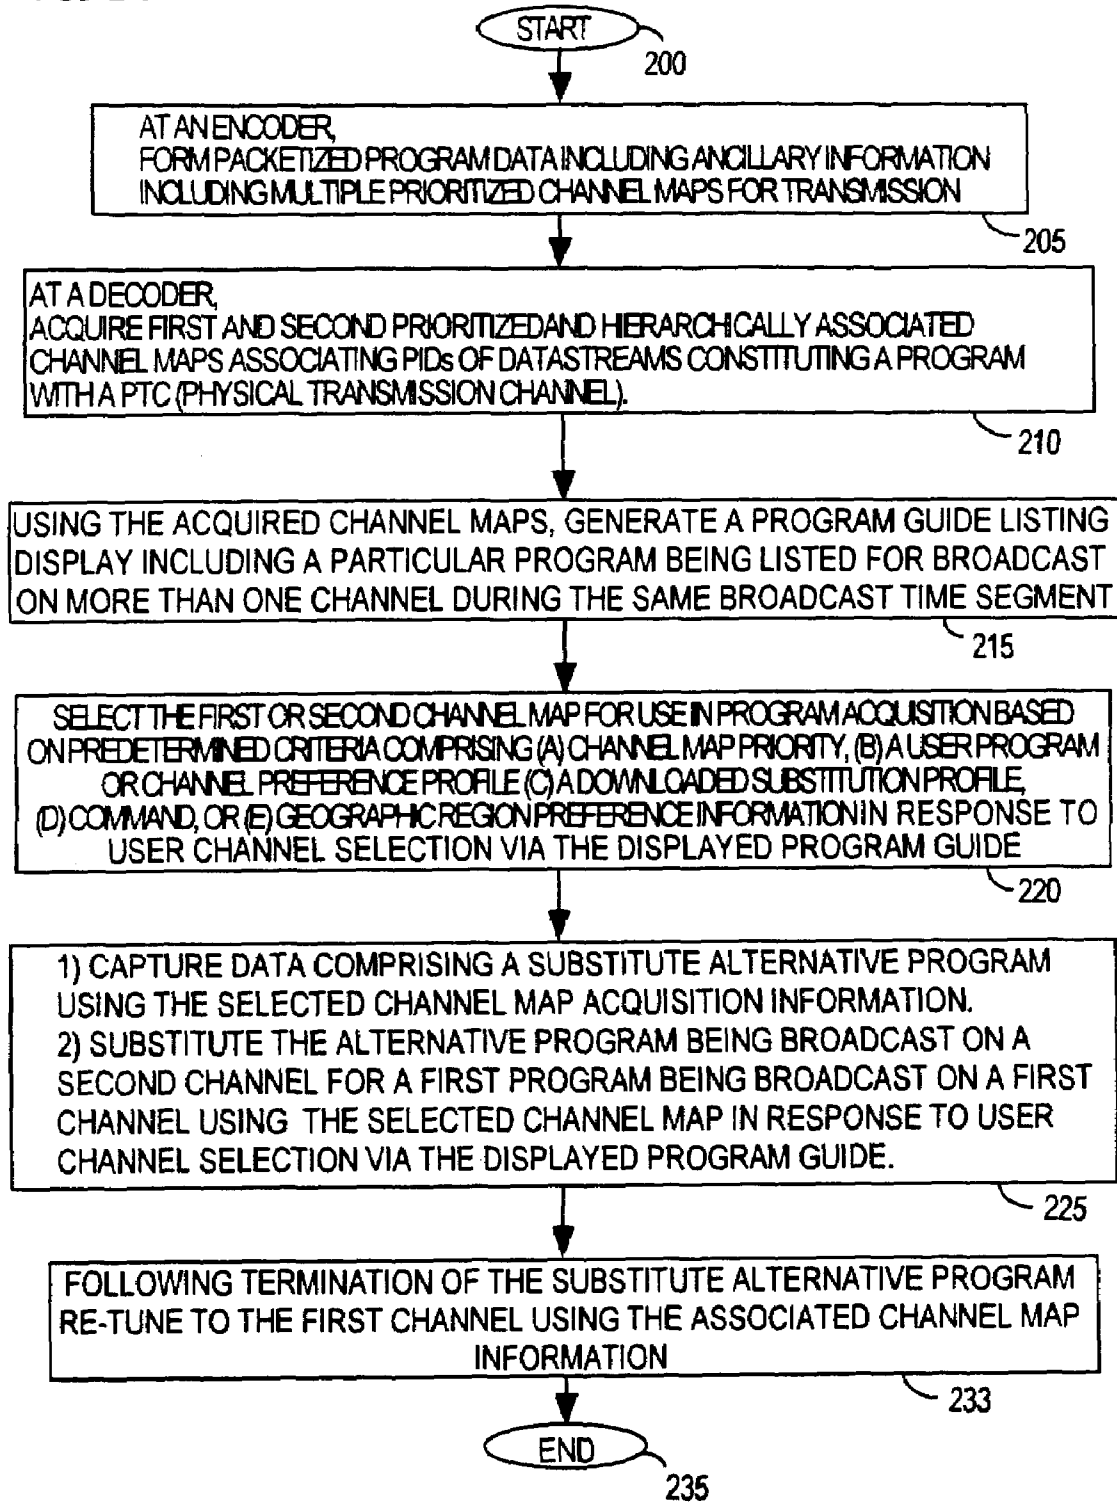 START
200
AT AN ENCODER,
FORM PACKETIZED PROGRAM DATA INCLUDING ANCILLARY INFORMATION
INCLUDING MULTIPLE PRIORITIZED CHANNEL MAPS FOR TRANSMISSION
205
AT A DECODER,
ACQUIRE FIRST AND SECOND PRIORITIZED AND HIERARCHICALLY ASSOCIATED
CHANNEL MAPS ASSOCIATING PIDs OF DATASTREAMS CONSTITUTING A PROGRAM
WITH A PTC (PHYSICAL TRANSMISSION CHANNEL).
210
USING THE ACQUIRED CHANNEL MAPS, GENERATE A PROGRAM GUIDE LISTING
DISPLAY INCLUDING A PARTICULAR PROGRAM BEING LISTED FOR BROADCAST
ON MORE THAN ONE CHANNEL DURING THE SAME BROADCAST TIME SEGMENT
215
SELECT THE FIRST OR SECOND CHANNEL MAP FOR USE IN PROGRAM ACQUISITION BASED
ON PREDETERMINED CRITERIA COMPRISING (A) CHANNEL MAP PRIORITY, (B) A USER PROGRAM
OR CHANNEL PREFERENCE PROFILE (C) A DOWNLOADED SUBSTITUTION PROFILE,
(D) COMMAND, OR (E) GEOGRAPHIC REGION PREFERENCE INFORMATION IN RESPONSE TO
USER CHANNEL SELECTION VIA THE DISPLAYED PROGRAM GUIDE
220
1) CAPTURE DATA COMPRISING A SUBSTITUTE ALTERNATIVE PROGRAM
USING THE SELECTED CHANNEL MAP ACQUISITION INFORMATION.
2) SUBSTITUTE THE ALTERNATIVE PROGRAM BEING BROADCAST ON A
SECOND CHANNEL FOR A FIRST PROGRAM BEING BROADCAST ON A FIRST
CHANNEL USING THE SELECTED CHANNEL MAP IN RESPONSE TO USER
CHANNEL SELECTION VIA THE DISPLAYED PROGRAM GUIDE.
225
FOLLOWING TERMINATION OF THE SUBSTITUTE ALTERNATIVE PROGRAM
RE-TUNE TO THE FIRST CHANNEL USING THE ASSOCIATED CHANNEL MAP
INFORMATION
233
END
235